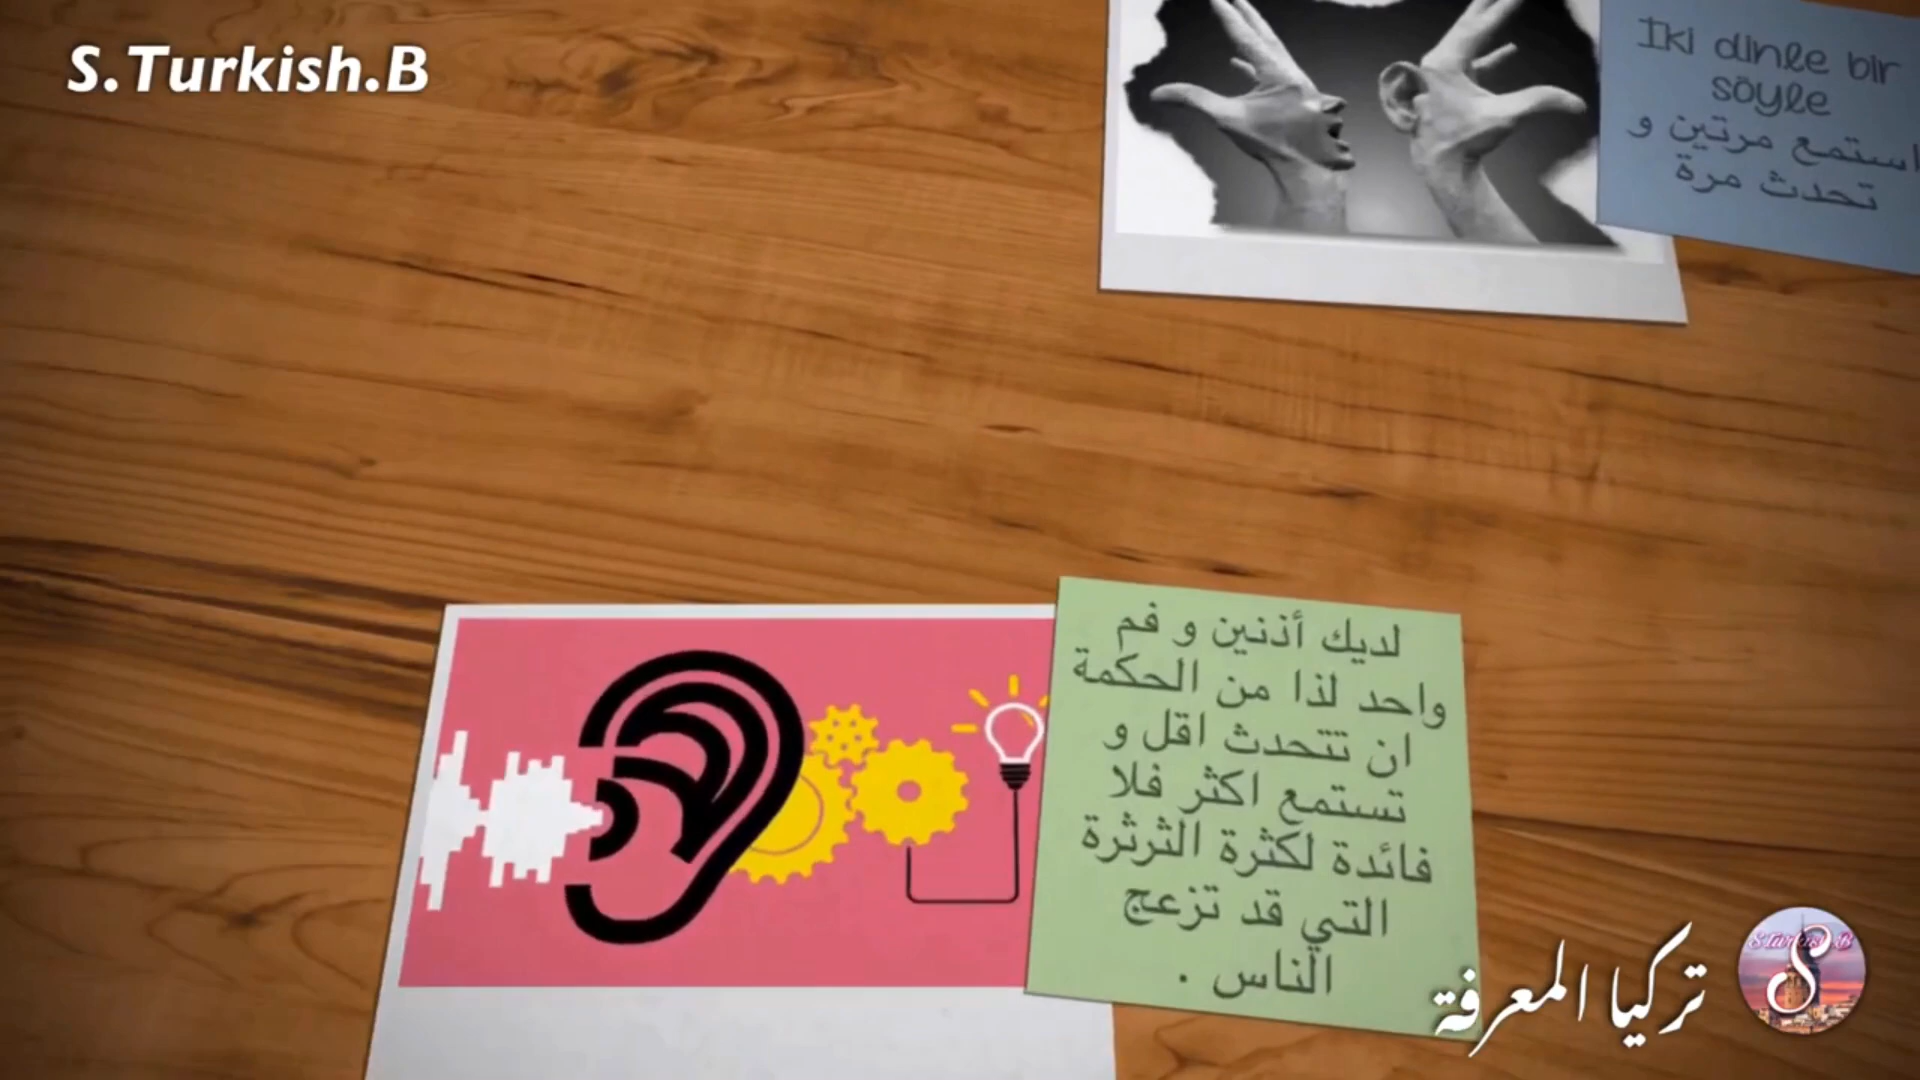 S.Turkish.B
Iki dinle bir
söyle
استمع مرتين و
تحدث مرة
لديك أذنين و فم
واحد لذا من الحكمة
ان تتحدث اقل و
تستمع اكثر فلا
فائدة لكثرة الثرثرة
التي قد تزعج
الناس .
تركيا المعرفة
S.Turkish.B